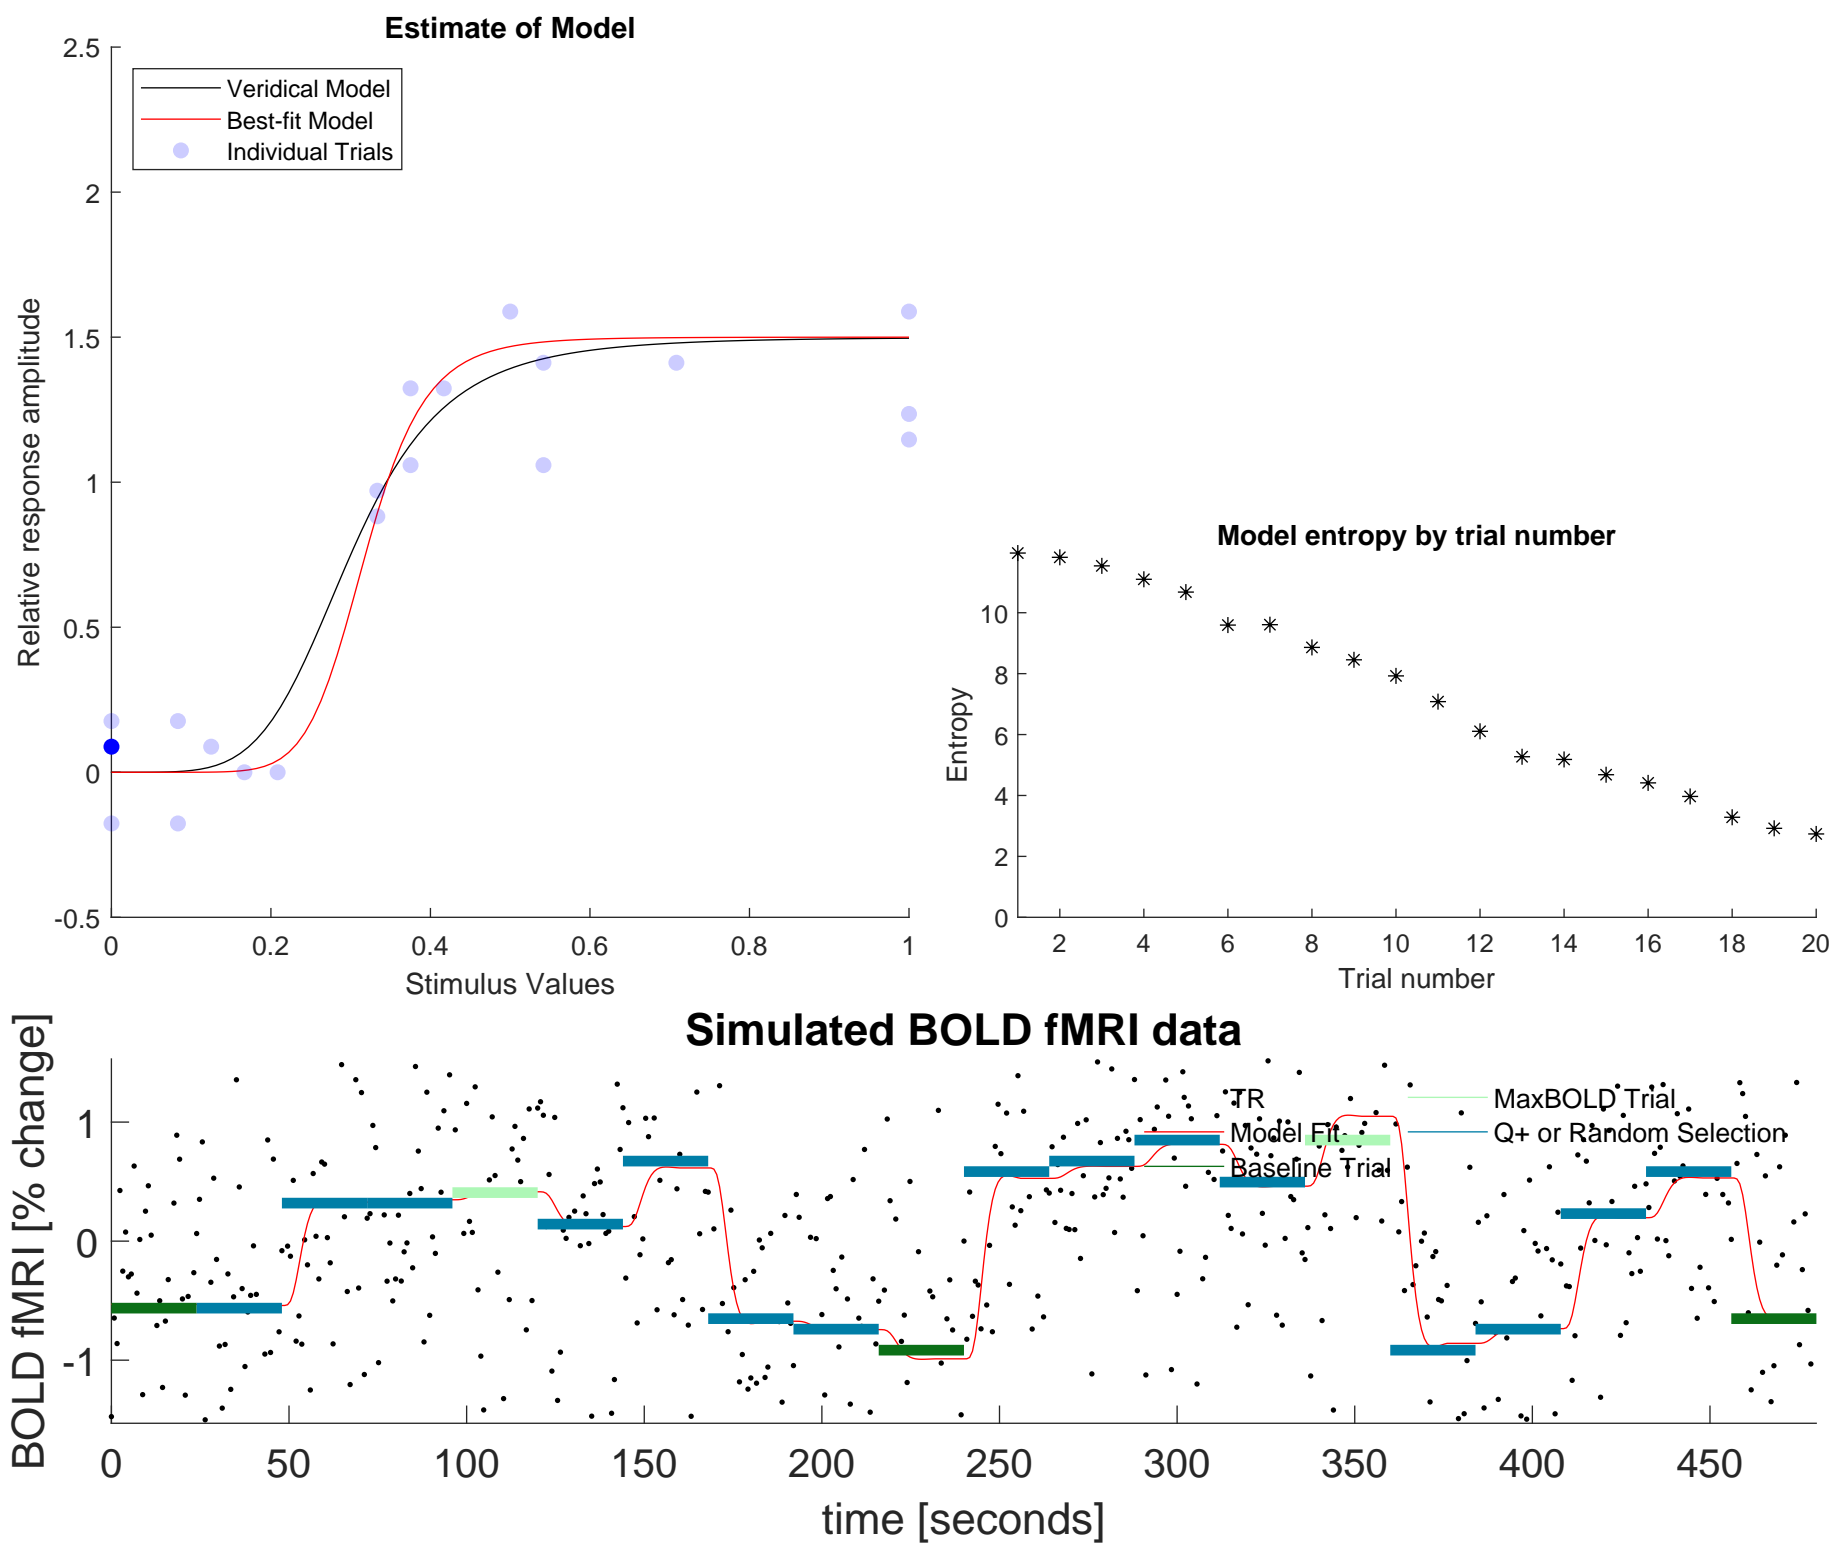 Estimate of Model
2.5
2
1.5
1
0.5
0
-0.5
Relative response amplitude
Veridical Model
Best-fit Model
Individual Trials
0 0.2 0.4 0.6 0.8 1
Stimulus Values
Model entropy by trial number
10
8
6
4
2
0
Entropy
2 4 6 8 10 12 14 16 18 20
Trial number
Simulated BOLD fMRI data
BOLD fMRI [% change]
1
0
-1
TR
Model Fit
Baseline Trial
MaxBOLD Trial
Q+ or Random Selection
0 50 100 150 200 250 300 350 400 450
time [seconds]